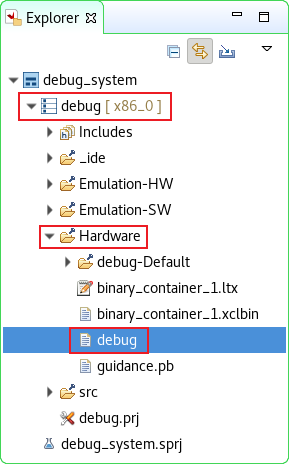 Explorer
debug_system
debug [ x86_0 ]
Includes
_ide
Emulation-HW
Emulation-SW
Hardware
debug-Default
binary_container_1.ltx
binary_container_1.xclbin
debug
guidance.pb
src
debug.prj
debug_system.sprj